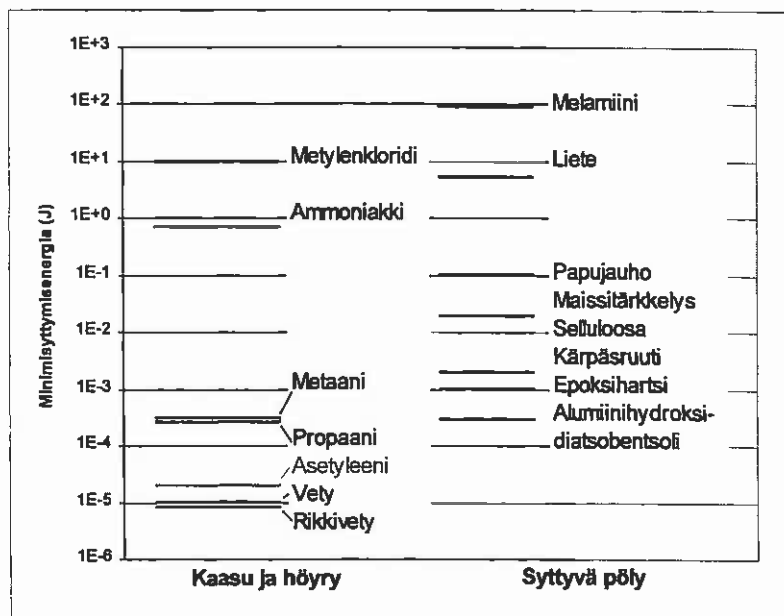 Minimisyttymisenergia (J)
1E+3
1E+2
1E+1
1E+0
1E-1
1E-2
1E-3
1E-4
1E-5
1E-6
Metylenkloridi
Ammoniakki
Metaani
Propaani
Asetyleeni
Vety
Rikkivety
Melamiini
Liete
Papujauho
Maissitärkkelys
Selluloosa
Kärpäsruuti
Epoksihartsi
Alumiinihydroksi-
diatsobentsoli
Kaasu ja höyry
Syttyvä pöly